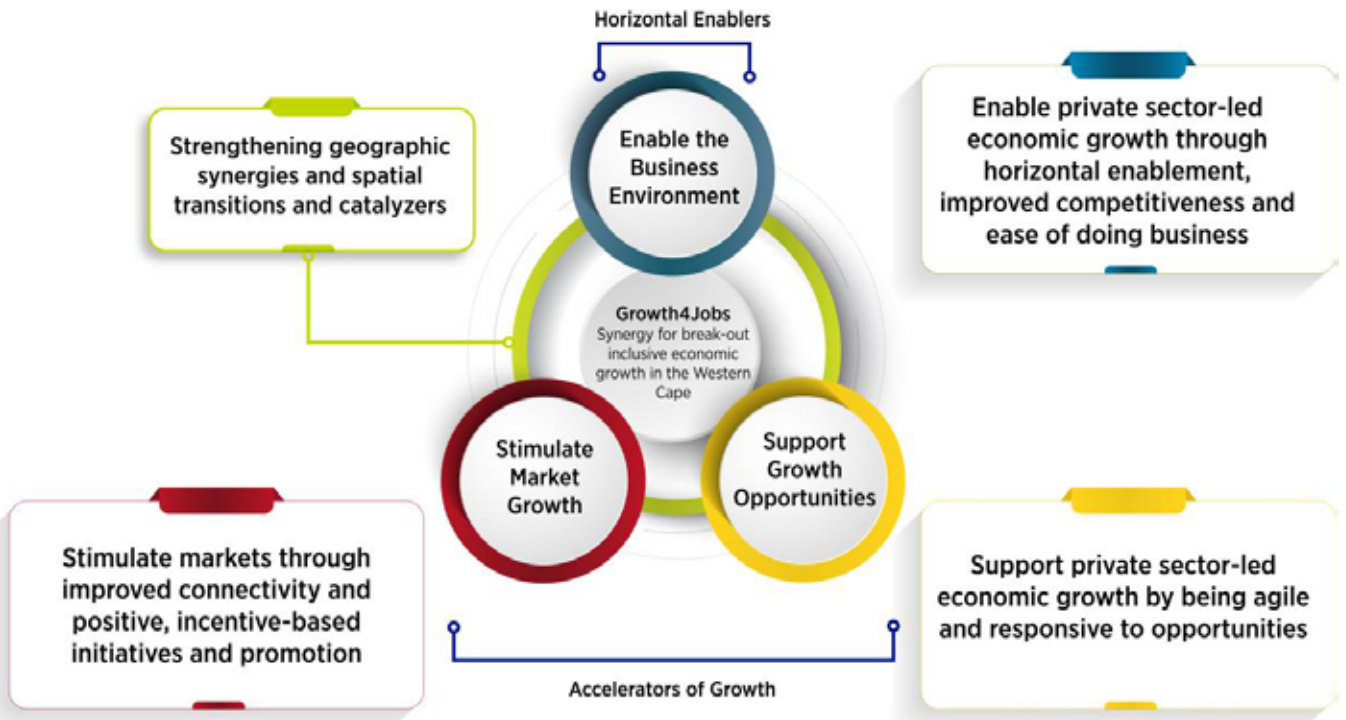 Horizontal Enablers
Strengthening geographic
synergies and spatial
transitions and catalyzers
Enable the
Business
Environment
Enable private sector-led
economic growth through
horizontal enablement,
improved competitiveness and
ease of doing business
Growth4Jobs
Synergy for break-out
inclusive economic
growth in the Western
Cape
Stimulate
Market
Growth
Support
Growth
Opportunities
Stimulate markets through
improved connectivity and
positive, incentive-based
initiatives and promotion
Support private sector-led
economic growth by being agile
and responsive to opportunities
Accelerators of Growth